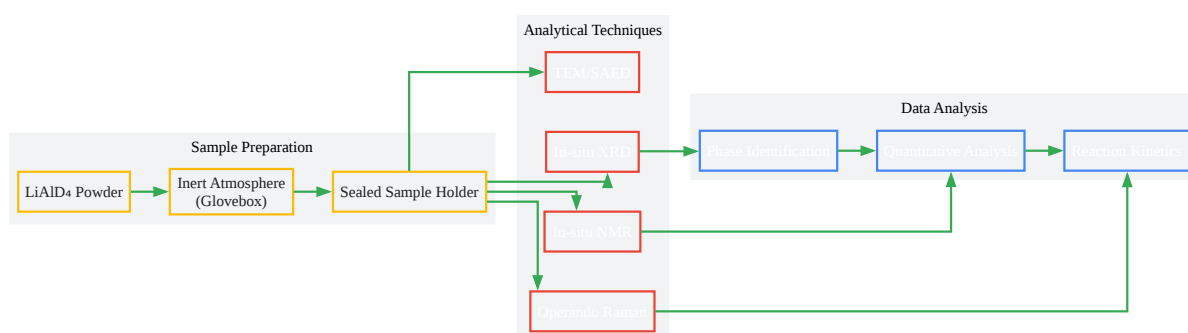 Analytical Techniques
TEM/SAED
Data Analysis
Sample Preparation
In-situ XRD
Phase Identification
Quantitative Analysis
Reaction Kinetics
LiAlD₄ Powder
Inert Atmosphere
(Glovebox)
Sealed Sample Holder
In-situ NMR
Operando Raman